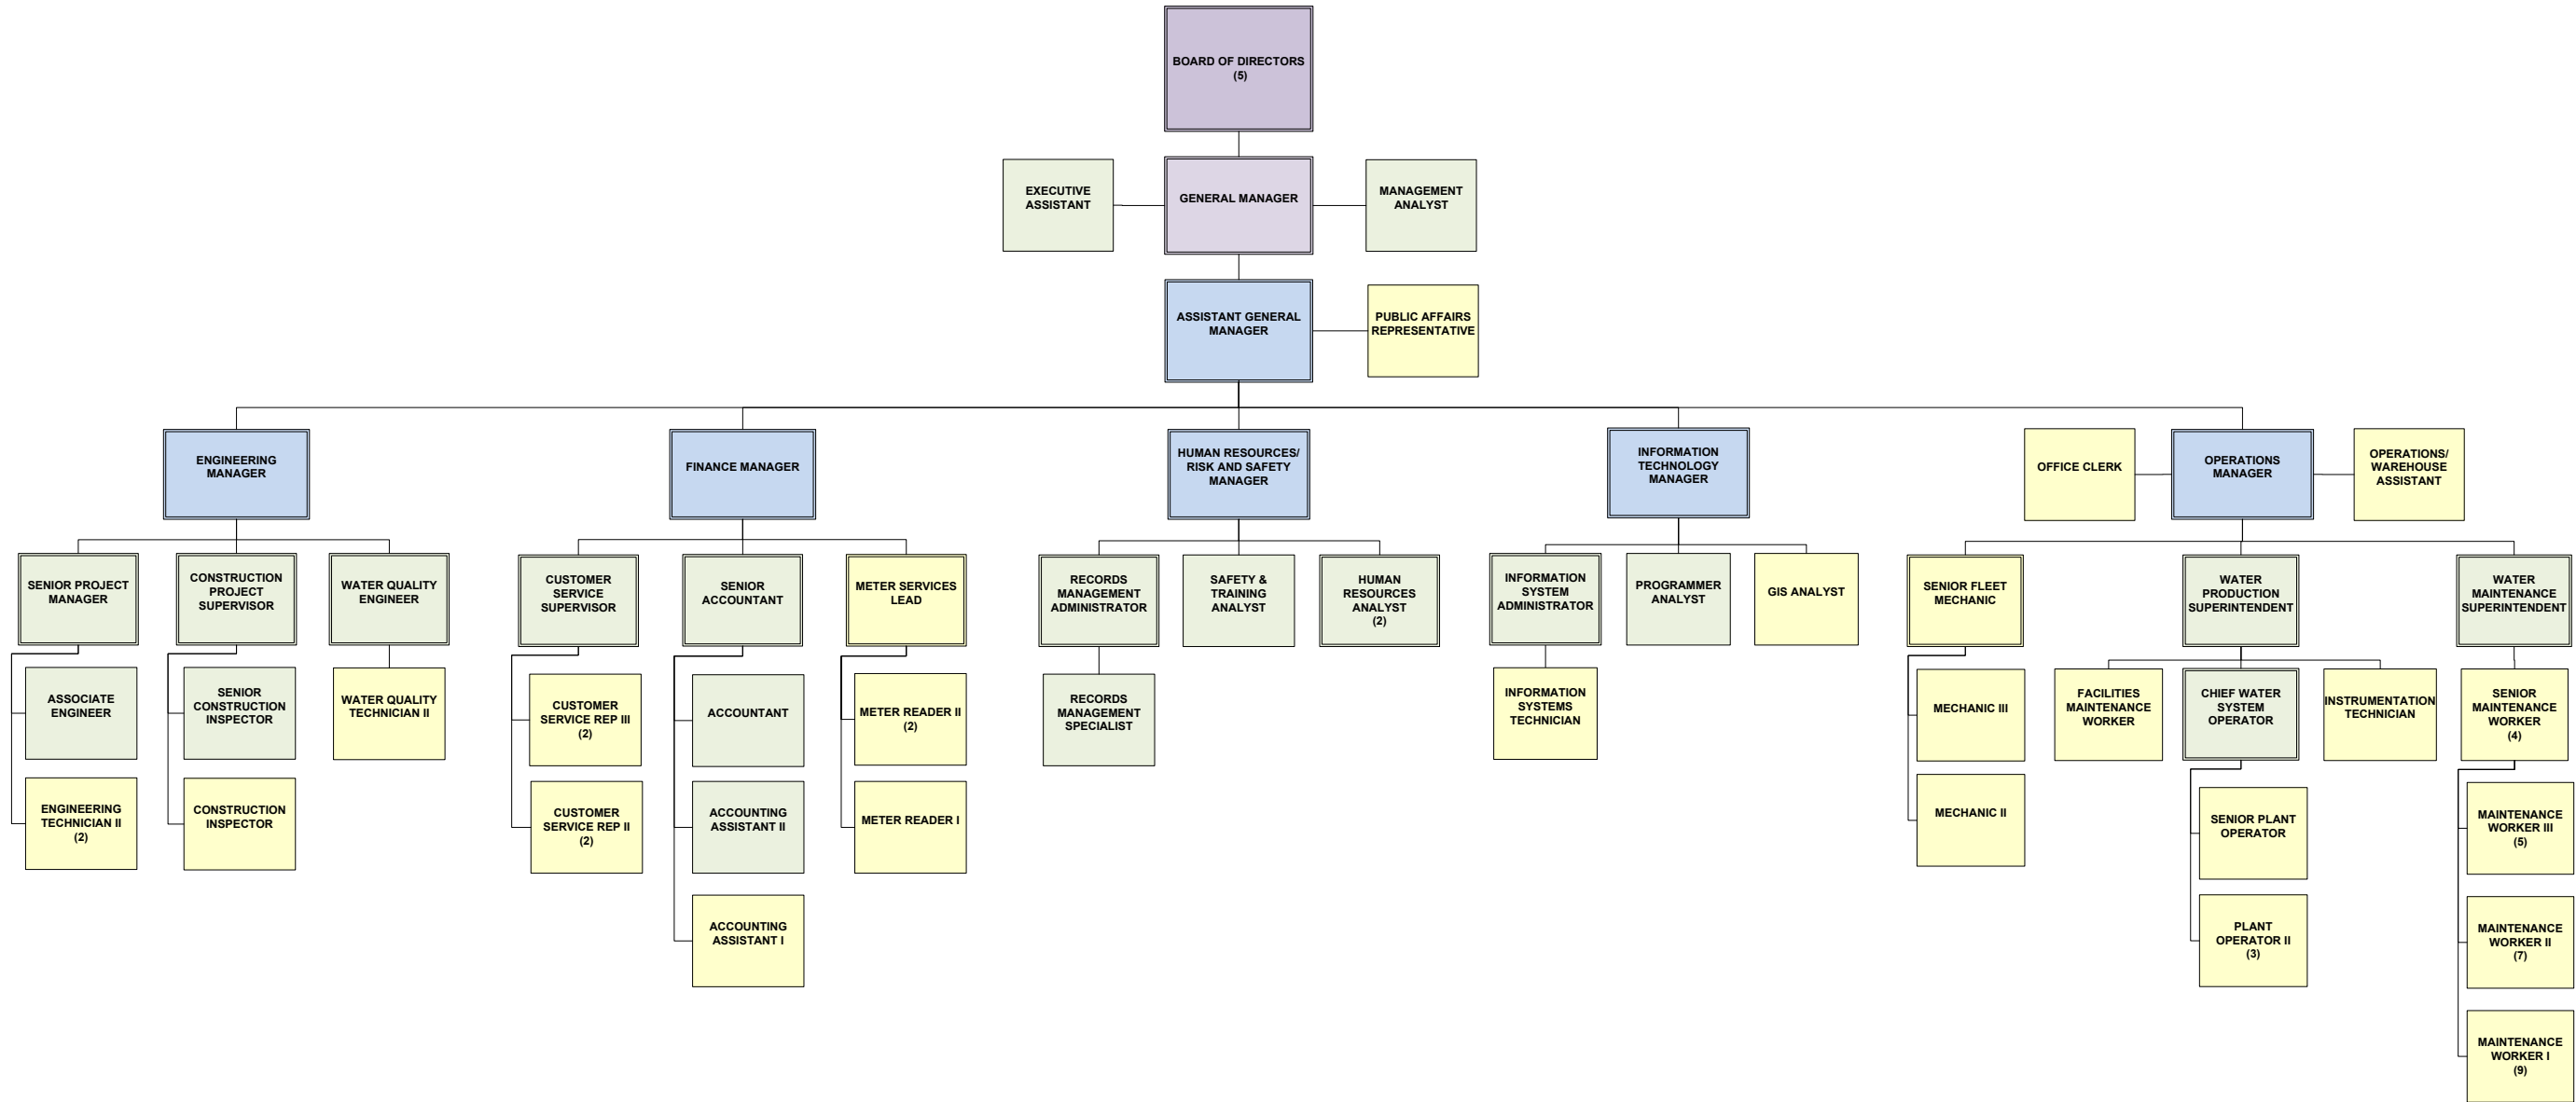 BOARD OF DIRECTORS
(5)
EXECUTIVE
ASSISTANT
GENERAL MANAGER
MANAGEMENT
ANALYST
ASSISTANT GENERAL
MANAGER
PUBLIC AFFAIRS
REPRESENTATIVE
ENGINEERING
MANAGER
FINANCE MANAGER
HUMAN RESOURCES/
RISK AND SAFETY
MANAGER
INFORMATION
TECHNOLOGY
MANAGER
OFFICE CLERK
OPERATIONS
MANAGER
OPERATIONS/
WAREHOUSE
ASSISTANT
SENIOR PROJECT
MANAGER
CONSTRUCTION
PROJECT
SUPERVISOR
WATER QUALITY
ENGINEER
CUSTOMER
SERVICE
SUPERVISOR
SENIOR
ACCOUNTANT
METER SERVICES
LEAD
RECORDS
MANAGEMENT
ADMINISTRATOR
SAFETY &
TRAINING
ANALYST
HUMAN
RESOURCES
ANALYST
(2)
INFORMATION
SYSTEM
ADMINISTRATOR
PROGRAMMER
ANALYST
GIS ANALYST
SENIOR FLEET
MECHANIC
WATER
PRODUCTION
SUPERINTENDENT
WATER
MAINTENANCE
SUPERINTENDENT
ASSOCIATE
ENGINEER
SENIOR
CONSTRUCTION
INSPECTOR
WATER QUALITY
TECHNICIAN II
CUSTOMER
SERVICE REP III
(2)
ACCOUNTANT
METER READER II
(2)
RECORDS
MANAGEMENT
SPECIALIST
INFORMATION
SYSTEMS
TECHNICIAN
MECHANIC III
FACILITIES
MAINTENANCE
WORKER
CHIEF WATER
SYSTEM
OPERATOR
INSTRUMENTATION
TECHNICIAN
SENIOR
MAINTENANCE
WORKER
(4)
ENGINEERING
TECHNICIAN II
(2)
CONSTRUCTION
INSPECTOR
CUSTOMER
SERVICE REP II
(2)
ACCOUNTING
ASSISTANT II
METER READER I
MECHANIC II
SENIOR PLANT
OPERATOR
MAINTENANCE
WORKER III
(5)
ACCOUNTING
ASSISTANT I
PLANT
OPERATOR II
(3)
MAINTENANCE
WORKER II
(7)
MAINTENANCE
WORKER I
(9)